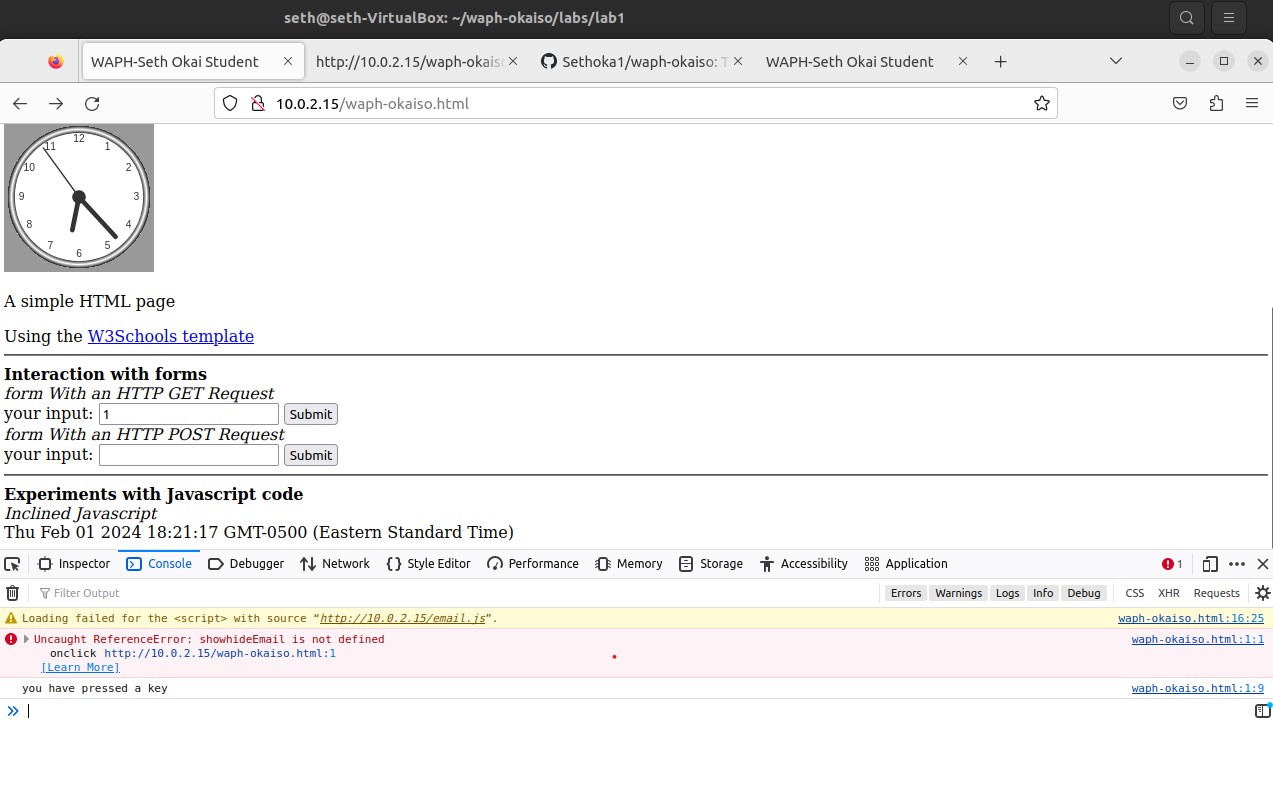 seth@seth-VirtualBox: ~/waph-okaiso/labs/lab1
WAPH-Seth Okai Student
http://10.0.2.15/waph-okaiso
Sethoka1/waph-okaiso: T
WAPH-Seth Okai Student
10.0.2.15/waph-okaiso.html
12
11 1
10 2
9 3
8 4
7 5
6
A simple HTML page
Using the W3Schools template
Interaction with forms
form With an HTTP GET Request
your input: 1 Submit
form With an HTTP POST Request
your input: Submit
Experiments with Javascript code
Inclined Javascript
Thu Feb 01 2024 18:21:17 GMT-0500 (Eastern Standard Time)
Inspector Console Debugger Network Style Editor Performance Memory Storage Accessibility Application 1
Filter Output Errors Warnings Logs Info Debug CSS XHR Requests
Loading failed for the <script> with source “http://10.0.2.15/email.js”. waph-okaiso.html:16:25
Uncaught ReferenceError: showhideEmail is not defined waph-okaiso.html:1:1
onclick http://10.0.2.15/waph-okaiso.html:1
[Learn More]
you have pressed a key waph-okaiso.html:1:9